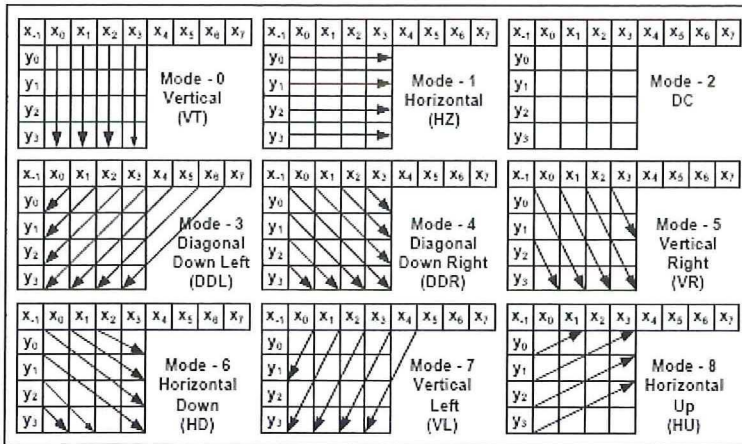 x-1 x0 x1 x2 x3 x4 x5 x6 x7
y0
y1
y2
y3
Mode - 0
Vertical
(VT)
x-1 x0 x1 x2 x3 x4 x5 x6 x7
y0
y1
y2
y3
Mode - 1
Horizontal
(HZ)
x-1 x0 x1 x2 x3 x4 x5 x6 x7
y0
y1
y2
y3
Mode - 2
DC
x-1 x0 x1 x2 x3 x4 x5 x6 x7
y0
y1
y2
y3
Mode - 3
Diagonal
Down Left
(DDL)
x-1 x0 x1 x2 x3 x4 x5 x6 x7
y0
y1
y2
y3
Mode - 4
Diagonal
Down Right
(DDR)
x-1 x0 x1 x2 x3 x4 x5 x6 x7
y0
y1
y2
y3
Mode - 5
Vertical
Right
(VR)
x-1 x0 x1 x2 x3 x4 x5 x6 x7
y0
y1
y2
y3
Mode - 6
Horizontal
Down
(HD)
x-1 x0 x1 x2 x3 x4 x5 x6 x7
y0
y1
y2
y3
Mode - 7
Vertical
Left
(VL)
x-1 x0 x1 x2 x3 x4 x5 x6 x7
y0
y1
y2
y3
Mode - 8
Horizontal
Up
(HU)